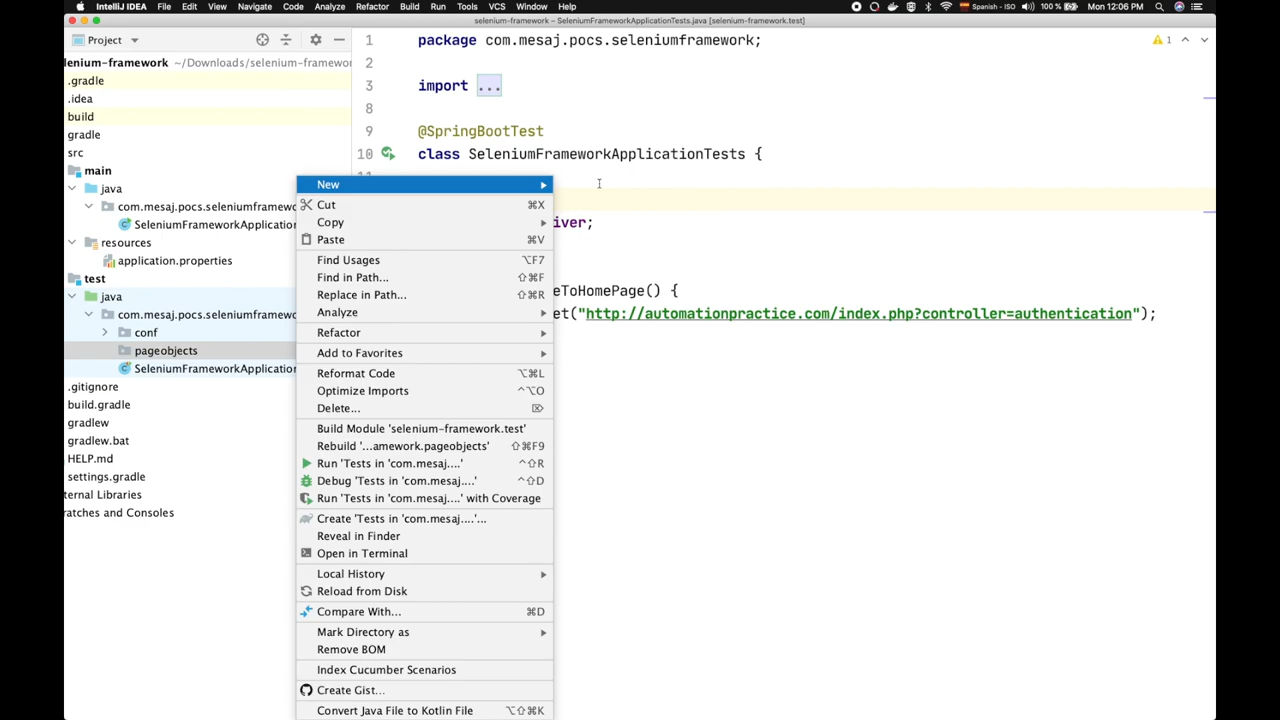 IntelliJ IDEA File Edit View Navigate Code Analyze Refactor Build Run Tools VCS Window Help Spanish - ISO 100 % Mon 12:06 PM
selenium-framework – SeleniumFrameworkApplicationTests.java [selenium-framework.test]
Project
lenium-framework ~/Downloads/selenium-framewor
.gradle
.idea
build
gradle
src
main
java
com.mesaj.pocs.seleniumframewo
SeleniumFrameworkApplication
resources
application.properties
test
java
com.mesaj.pocs.seleniumframewo
conf
pageobjects
SeleniumFrameworkApplication
.gitignore
build.gradle
gradlew
gradlew.bat
HELP.md
settings.gradle
ternal Libraries
ratches and Consoles
1 package com.mesaj.pocs.seleniumframework;
1
2
3 import ...
8
9 @SpringBootTest
10 class SeleniumFrameworkApplicationTests {
iver;
eToHomePage() {
et("http://automationpractice.com/index.php?controller=authentication");
New
Cut ⌘X
Copy
Paste ⌘V
Find Usages ⌥F7
Find in Path... ⇧⌘F
Replace in Path... ⇧⌘R
Analyze
Refactor
Add to Favorites
Reformat Code ⌥⌘L
Optimize Imports ^⌥O
Delete... ⌦
Build Module 'selenium-framework.test'
Rebuild '...amework.pageobjects' ⇧⌘F9
Run 'Tests in 'com.mesaj....'' ^⇧R
Debug 'Tests in 'com.mesaj....'' ^⇧D
Run 'Tests in 'com.mesaj....'' with Coverage
Create 'Tests in 'com.mesaj....''...
Reveal in Finder
Open in Terminal
Local History
Reload from Disk
Compare With... ⌘D
Mark Directory as
Remove BOM
Index Cucumber Scenarios
Create Gist...
Convert Java File to Kotlin File ⌥⇧⌘K